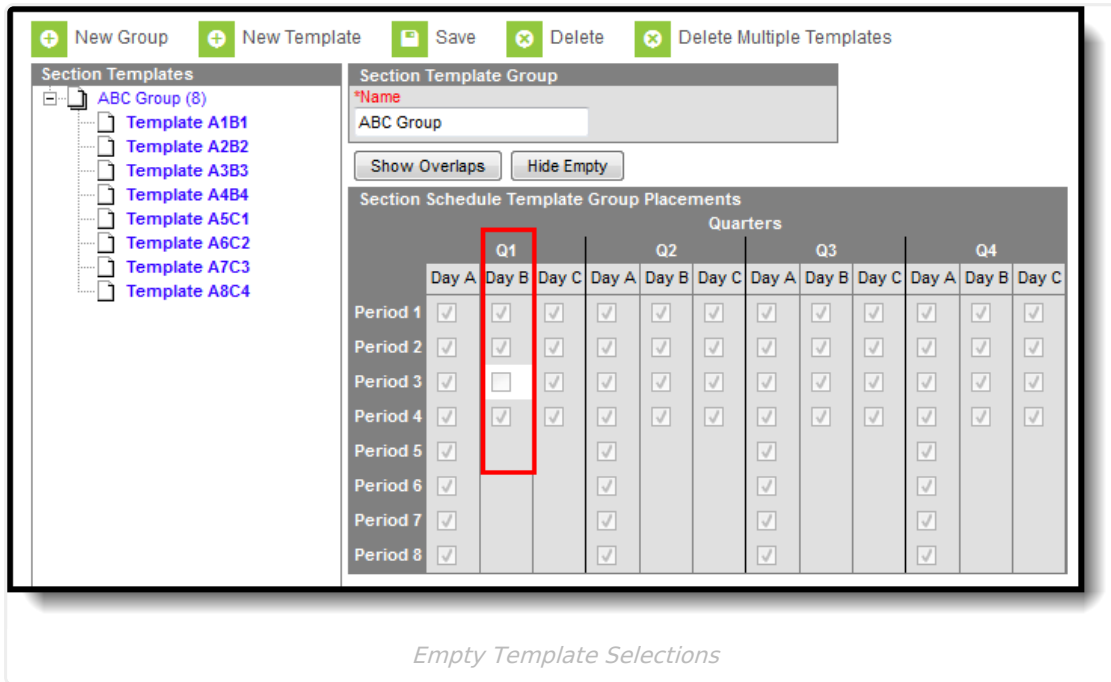 New Group New Template Save Delete Delete Multiple Templates
Section Templates
ABC Group (8)
Template A1B1
Template A2B2
Template A3B3
Template A4B4
Template A5C1
Template A6C2
Template A7C3
Template A8C4
Section Template Group
*Name
ABC Group
Show Overlaps Hide Empty
Section Schedule Template Group Placements
Quarters
Q1 Q2 Q3 Q4
Day A Day B Day C Day A Day B Day C Day A Day B Day C Day A Day B Day C
Period 1
Period 2
Period 3
Period 4
Period 5
Period 6
Period 7
Period 8
Empty Template Selections